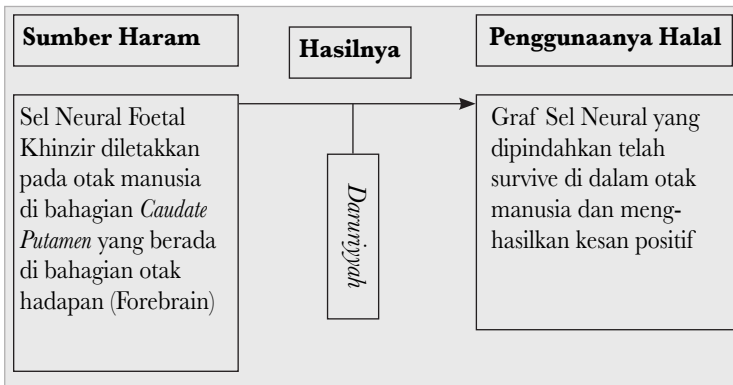 Sumber Haram
Hasilnya
Penggunaanya Halal
Sel Neural Foetal
Khinzir diletakkan
pada otak manusia
di bahagian Caudate
Putamen yang berada
di bahagian otak
hadapan (Forebrain)
Daruriyyah
Graf Sel Neural yang
dipindahkan telah
survive di dalam otak
manusia dan meng-
hasilkan kesan positif